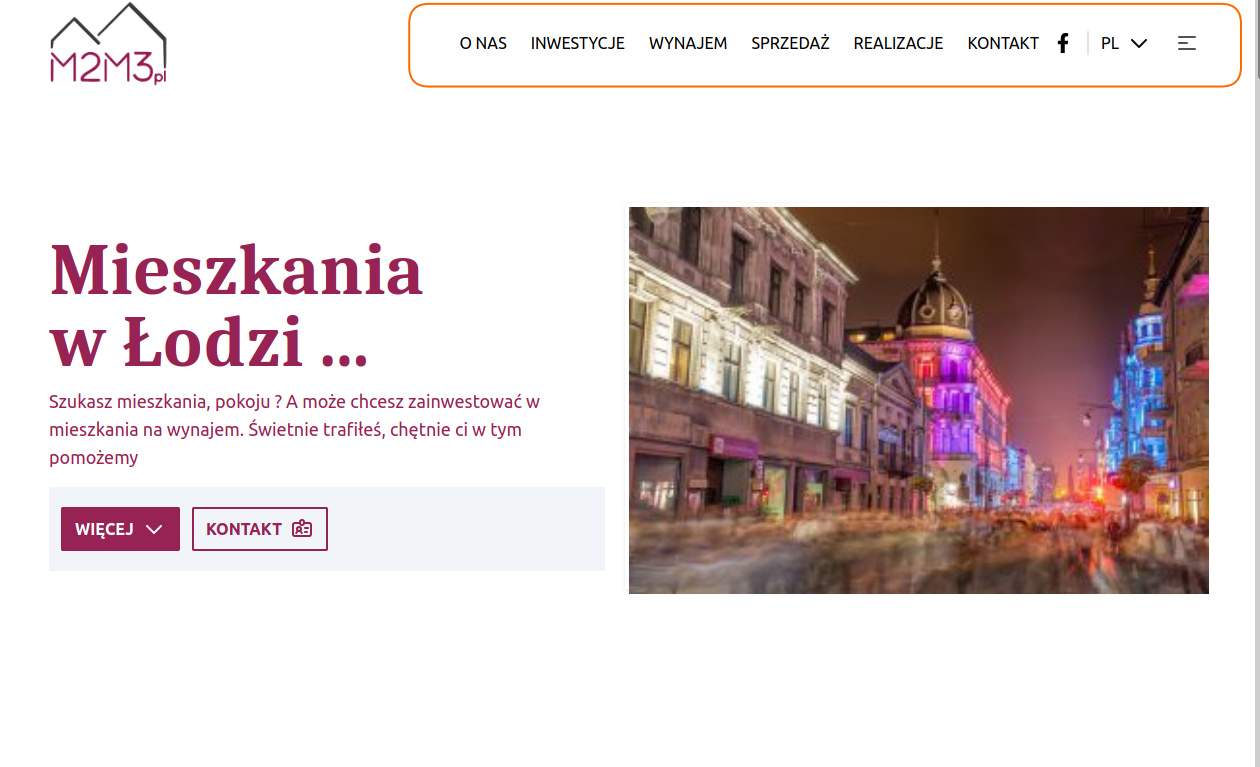 M2M3.pl
O NAS INWESTYCJE WYNAJEM SPRZEDAŻ REALIZACJE KONTAKT PL
Mieszkania
w Łodzi ...
Szukasz mieszkania, pokoju ? A może chcesz zainwestować w
mieszkania na wynajem. Świetnie trafiłeś, chętnie ci w tym
pomożemy
WIĘCEJ KONTAKT